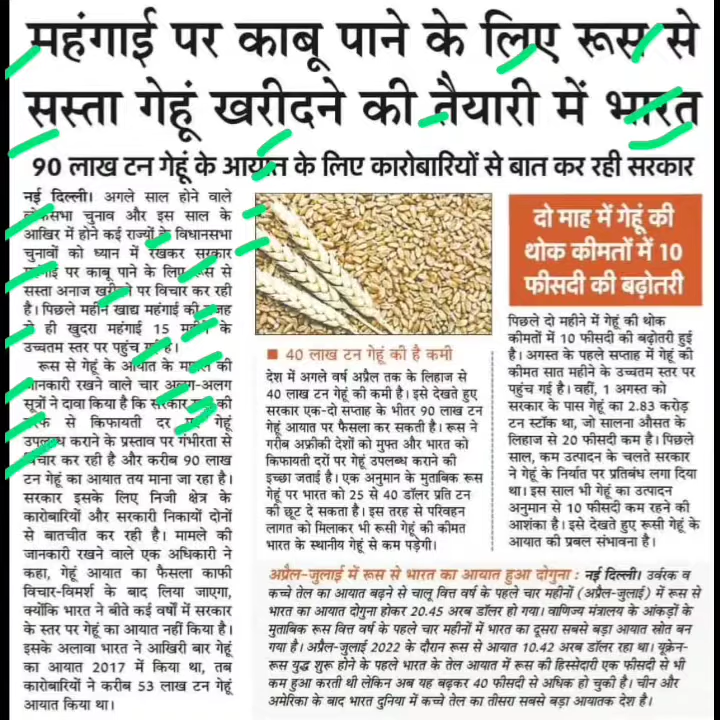 महंगाई पर काबू पाने के लिए रूस से
सस्ता गेहूं खरीदने की तैयारी में भारत
90 लाख टन गेहूं के आयात के लिए कारोबारियों से बात कर रही सरकार
नई दिल्ली। अगले साल होने वाले
लोकसभा चुनाव और इस साल के
आखिर में होने कई राज्यों के विधानसभा
चुनावों को ध्यान में रखकर सरकार
महंगाई पर काबू पाने के लिए रूस से
सस्ता अनाज खरीदने पर विचार कर रही
है। पिछले महीने खाद्य महंगाई की वजह
से ही खुदरा महंगाई 15 महीने के
उच्चतम स्तर पर पहुंच गई है।
रूस से गेहूं के आयात के मामले की
जानकारी रखने वाले चार अलग-अलग
सूत्रों ने दावा किया है कि सरकार की
से किफायती दर पर गेहूं
उपलब्ध कराने के प्रस्ताव पर गंभीरता से
विचार कर रही है और करीब 90 लाख
टन गेहूं का आयात तय माना जा रहा है।
सरकार इसके लिए निजी क्षेत्र के
कारोबारियों और सरकारी निकायों दोनों
से बातचीत कर रही है। मामले की
जानकारी रखने वाले एक अधिकारी ने
कहा, गेहूं आयात का फैसला काफी
विचार-विमर्श के बाद लिया जाएगा,
क्योंकि भारत ने बीते कई वर्षों में सरकार
के स्तर पर गेहूं का आयात नहीं किया है।
इसके अलावा भारत ने आखिरी बार गेहूं
का आयात 2017 में किया था, तब
कारोबारियों ने करीब 53 लाख टन गेहूं
आयात किया था।
40 लाख टन गेहूं की है कमी
देश में अगले वर्ष अप्रैल तक के लिहाज से
40 लाख टन गेहूं की कमी है। इसे देखते हुए
सरकार एक-दो सप्ताह के भीतर 90 लाख टन
गेहूं आयात पर फैसला कर सकती है। रूस ने
गरीब अफ्रीकी देशों को मुफ्त और भारत को
किफायती दरों पर गेहूं उपलब्ध कराने की
इच्छा जताई है। एक अनुमान के मुताबिक रूस
गेहूं पर भारत को 25 से 40 डॉलर प्रति टन
की छूट दे सकता है। इस तरह से परिवहन
लागत को मिलाकर भी रूसी गेहूं की कीमत
भारत के स्थानीय गेहूं से कम पड़ेगी।
दो माह में गेहूं की
थोक कीमतों में 10
फीसदी की बढ़ोतरी
पिछले दो महीने में गेहूं की थोक
कीमतों में 10 फीसदी की बढ़ोतरी हुई
है। अगस्त के पहले सप्ताह में गेहूं की
कीमत सात महीने के उच्चतम स्तर पर
पहुंच गई है। वहीं, 1 अगस्त को
सरकार के पास गेहूं का 2.83 करोड़
टन स्टॉक था, जो सालना औसत के
लिहाज से 20 फीसदी कम है। पिछले
साल, कम उत्पादन के चलते सरकार
ने गेहूं के निर्यात पर प्रतिबंध लगा दिया
था। इस साल भी गेहूं का उत्पादन
अनुमान से 10 फीसदी कम रहने की
आशंका है। इसे देखते हुए रूसी गेहूं के
आयात की प्रबल संभावना है।
अप्रैल-जुलाई में रूस से भारत का आयात हुआ दोगुना : नई दिल्ली। उर्वरक व
कच्चे तेल का आयात बढ़ने से चालू वित्त वर्ष के पहले चार महीनों (अप्रैल-जुलाई) में रूस से
भारत का आयात दोगुना होकर 20.45 अरब डॉलर हो गया। वाणिज्य मंत्रालय के आंकड़ों के
मुताबिक रूस वित्त वर्ष के पहले चार महीनों में भारत का दूसरा सबसे बड़ा आयात स्रोत बन
गया है। अप्रैल-जुलाई 2022 के दौरान रूस से आयात 10.42 अरब डॉलर रहा था। यूक्रेन-
रूस युद्ध शुरू होने के पहले भारत के तेल आयात में रूस की हिस्सेदारी एक फीसदी से भी
कम हुआ करती थी लेकिन अब यह बढ़कर 40 फीसदी से अधिक हो चुकी है। चीन और
अमेरिका के बाद भारत दुनिया में कच्चे तेल का तीसरा सबसे बड़ा आयातक देश है।